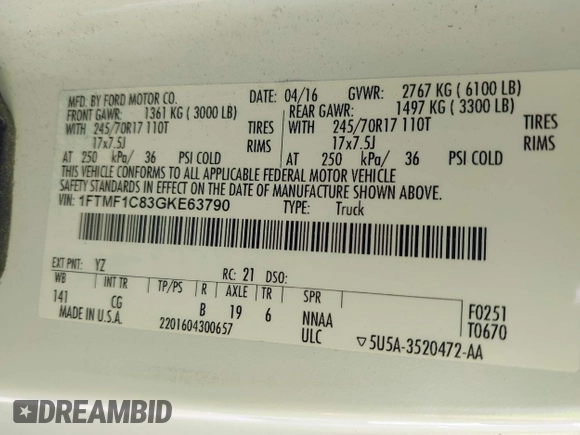 MFD. BY FORD MOTOR CO. DATE: 04/16 GVWR: 2767 KG ( 6100 LB)
FRONT GAWR: 1361 KG ( 3000 LB) REAR GAWR: 1497 KG ( 3300 LB)
WITH 245/70R17 110T TIRES WITH 245/70R17 110T TIRES
17x7.5J RIMS 17x7.5J RIMS
AT 250 kPa/ 36 PSI COLD AT 250 kPa/ 36 PSI COLD
THIS VEHICLE CONFORMS TO ALL APPLICABLE FEDERAL MOTOR VEHICLE
SAFETY STANDARDS IN EFFECT ON THE DATE OF MANUFACTURE SHOWN ABOVE.
VIN: 1FTMF1C83GKE63790 TYPE: Truck
EXT PNT: YZ RC: 21 DSO:
WB INT TR TP/PS R AXLE TR SPR
141 CG B 19 6 NNAA F0251
MADE IN U.S.A. 2201604300657 ULC T0670
▽5U5A-3520472-AA
DREAMBID